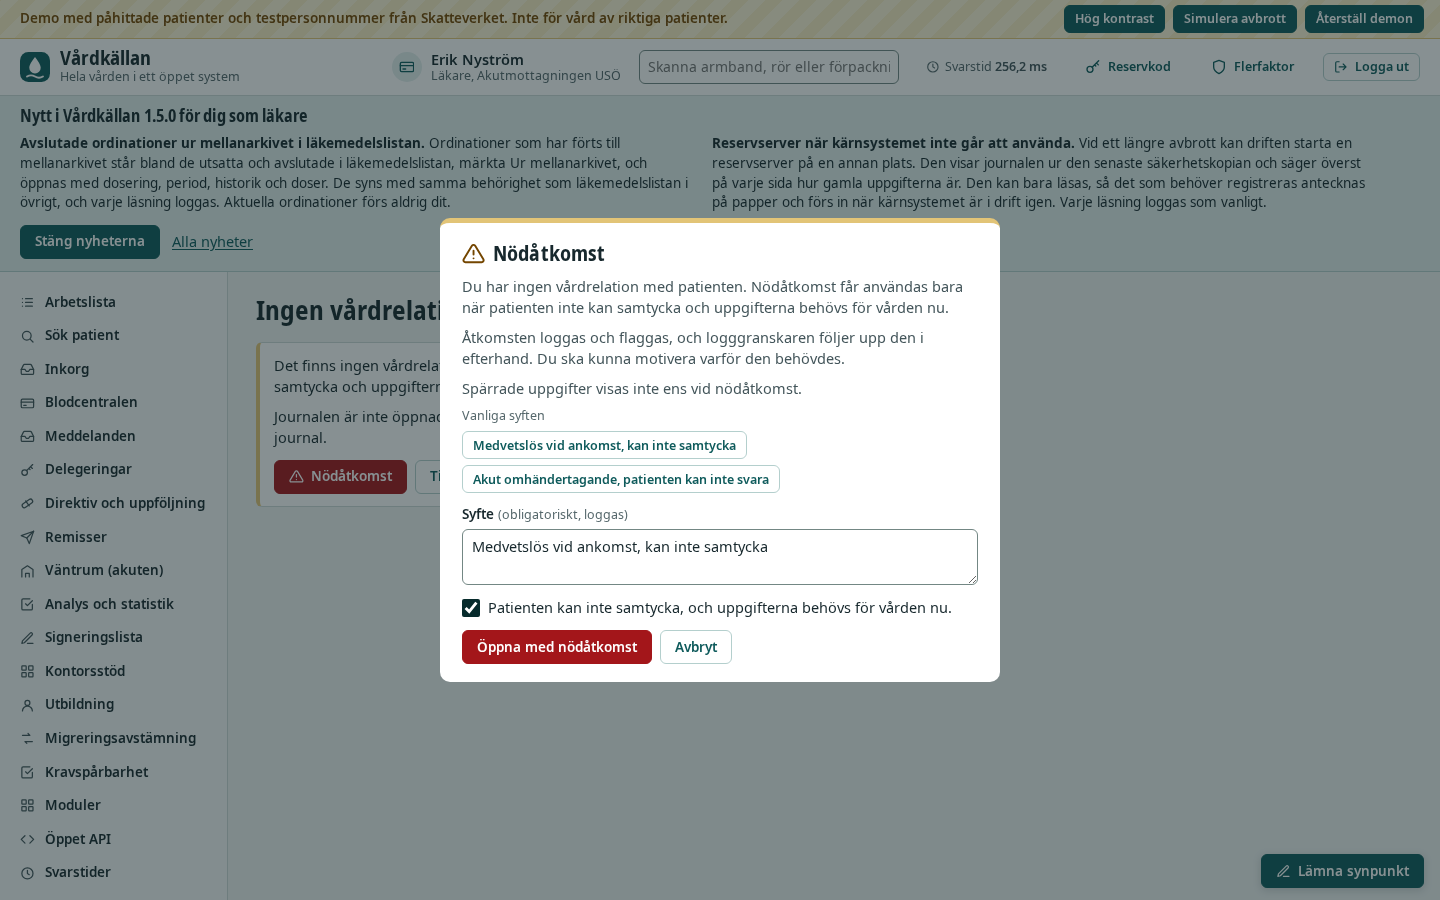 Demo med påhittade patienter och testpersonnummer från Skatteverket. Inte för vård av riktiga patienter.
Hög kontrast
Simulera avbrott
Återställ demon
Vårdkällan
Hela vården i ett öppet system
Erik Nyström
Läkare, Akutmottagningen USÖ
Skanna armband, rör eller förpackni
Svarstid 256,2 ms
Reservkod
Flerfaktor
Logga ut
Nytt i Vårdkällan 1.5.0 för dig som läkare
Avslutade ordinationer ur mellanarkivet i läkemedelslistan. Ordinationer som har förts till
mellanarkivet står bland de utsatta och avslutade i läkemedelslistan, märkta Ur mellanarkivet, och
öppnas med dosering, period, historik och doser. De syns med samma behörighet som läkemedelslistan i
övrigt, och varje läsning loggas. Aktuella ordinationer förs aldrig dit.
Reservserver när kärnsystemet inte går att använda. Vid ett längre avbrott kan driften starta en
reservserver på en annan plats. Den visar journalen ur den senaste säkerhetskopian och säger överst
på varje sida hur gamla uppgifterna är. Den kan bara läsas, så det som behöver registreras antecknas
på papper och förs in när kärnsystemet är i drift igen. Varje läsning loggas som vanligt.
Stäng nyheterna
Alla nyheter
Arbetslista
Sök patient
Inkorg
Blodcentralen
Meddelanden
Delegeringar
Direktiv och uppföljning
Remisser
Väntrum (akuten)
Analys och statistik
Signeringslista
Kontorsstöd
Utbildning
Migreringsavstämning
Kravspårbarhet
Moduler
Öppet API
Svarstider
Ingen vårdrelati
Det finns ingen vårdrelat
samtycka och uppgiftern
Journalen är inte öppnad
journal.
Nödåtkomst
Ti
Nödåtkomst
Du har ingen vårdrelation med patienten. Nödåtkomst får användas bara
när patienten inte kan samtycka och uppgifterna behövs för vården nu.
Åtkomsten loggas och flaggas, och logggranskaren följer upp den i
efterhand. Du ska kunna motivera varför den behövdes.
Spärrade uppgifter visas inte ens vid nödåtkomst.
Vanliga syften
Medvetslös vid ankomst, kan inte samtycka
Akut omhändertagande, patienten kan inte svara
Syfte (obligatoriskt, loggas)
Medvetslös vid ankomst, kan inte samtycka
Patienten kan inte samtycka, och uppgifterna behövs för vården nu.
Öppna med nödåtkomst
Avbryt
Lämna synpunkt